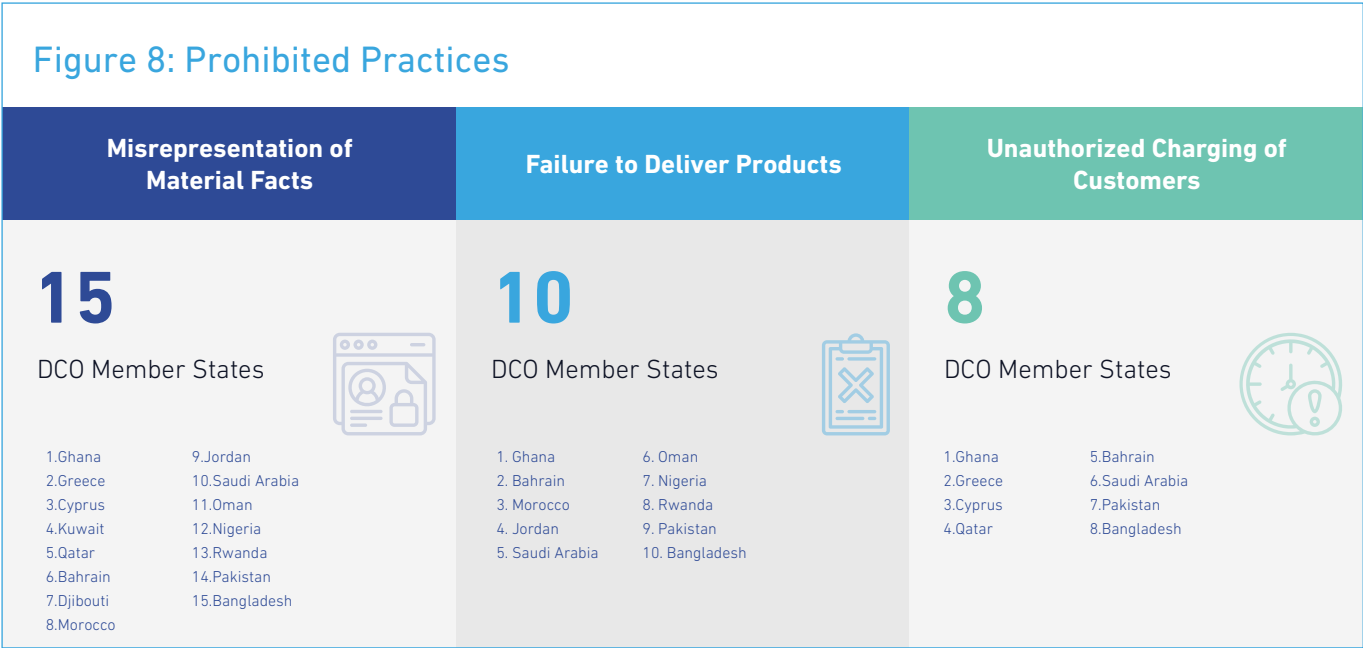 Figure 8: Prohibited Practices
Misrepresentation of
Material Facts
15
DCO Member States
1.Ghana
2.Greece
3.Cyprus
4.Kuwait
5.Qatar
6.Bahrain
7.Djibouti
8.Morocco
9.Jordan
10.Saudi Arabia
11.Oman
12.Nigeria
13.Rwanda
14.Pakistan
15.Bangladesh
Failure to Deliver Products
10
DCO Member States
1. Ghana
2. Bahrain
3. Morocco
4. Jordan
5. Saudi Arabia
6. Oman
7. Nigeria
8. Rwanda
9. Pakistan
10. Bangladesh
Unauthorized Charging of
Customers
8
DCO Member States
1.Ghana
2.Greece
3.Cyprus
4.Qatar
5.Bahrain
6.Saudi Arabia
7.Pakistan
8.Bangladesh